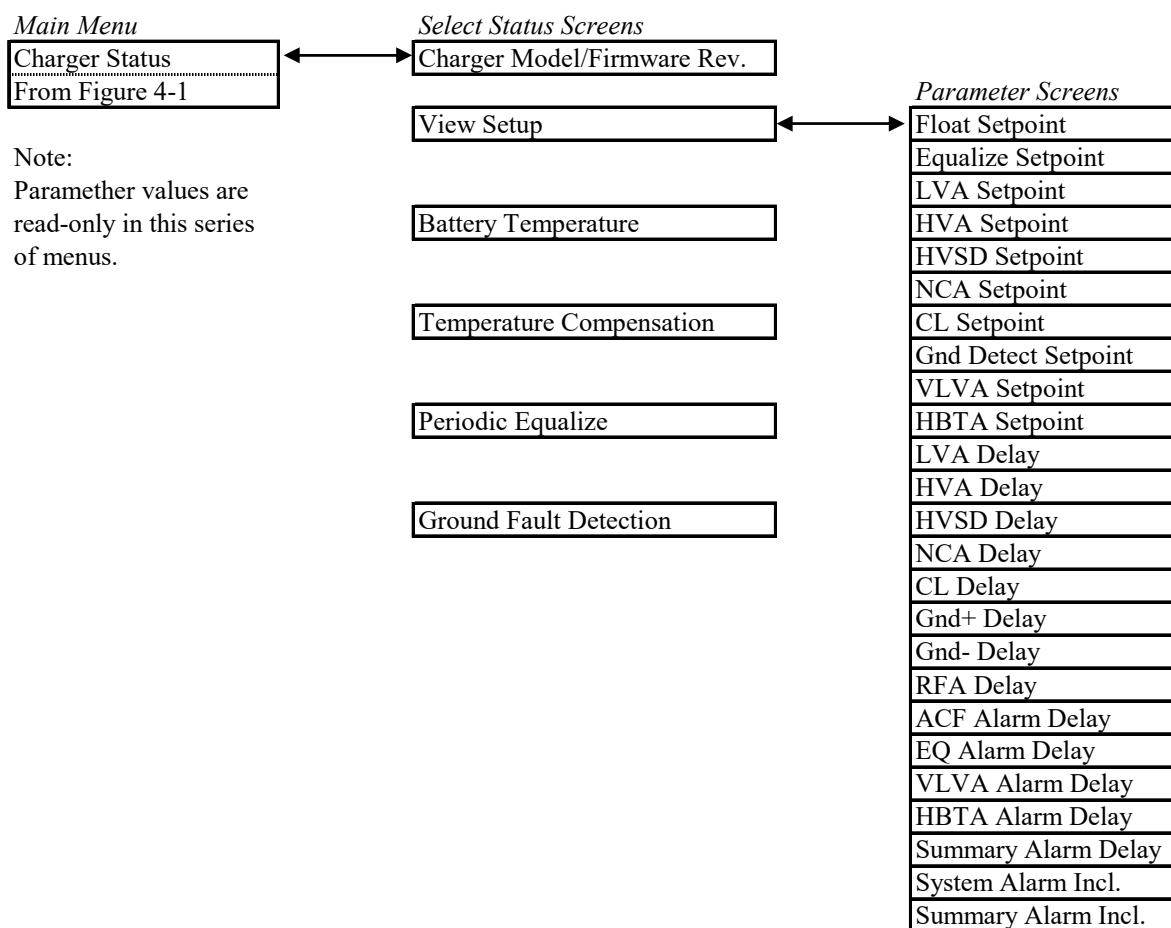 Main Menu
Charger Status
From Figure 4-1
Note:
Paramether values are
read-only in this series
of menus.
Select Status Screens
Charger Model/Firmware Rev.
View Setup
Battery Temperature
Temperature Compensation
Periodic Equalize
Ground Fault Detection
Parameter Screens
Float Setpoint
Equalize Setpoint
LVA Setpoint
HVA Setpoint
HVSD Setpoint
NCA Setpoint
CL Setpoint
Gnd Detect Setpoint
VLVA Setpoint
HBTA Setpoint
LVA Delay
HVA Delay
HVSD Delay
NCA Delay
CL Delay
Gnd+ Delay
Gnd- Delay
RFA Delay
ACF Alarm Delay
EQ Alarm Delay
VLVA Alarm Delay
HBTA Alarm Delay
Summary Alarm Delay
System Alarm Incl.
Summary Alarm Incl.